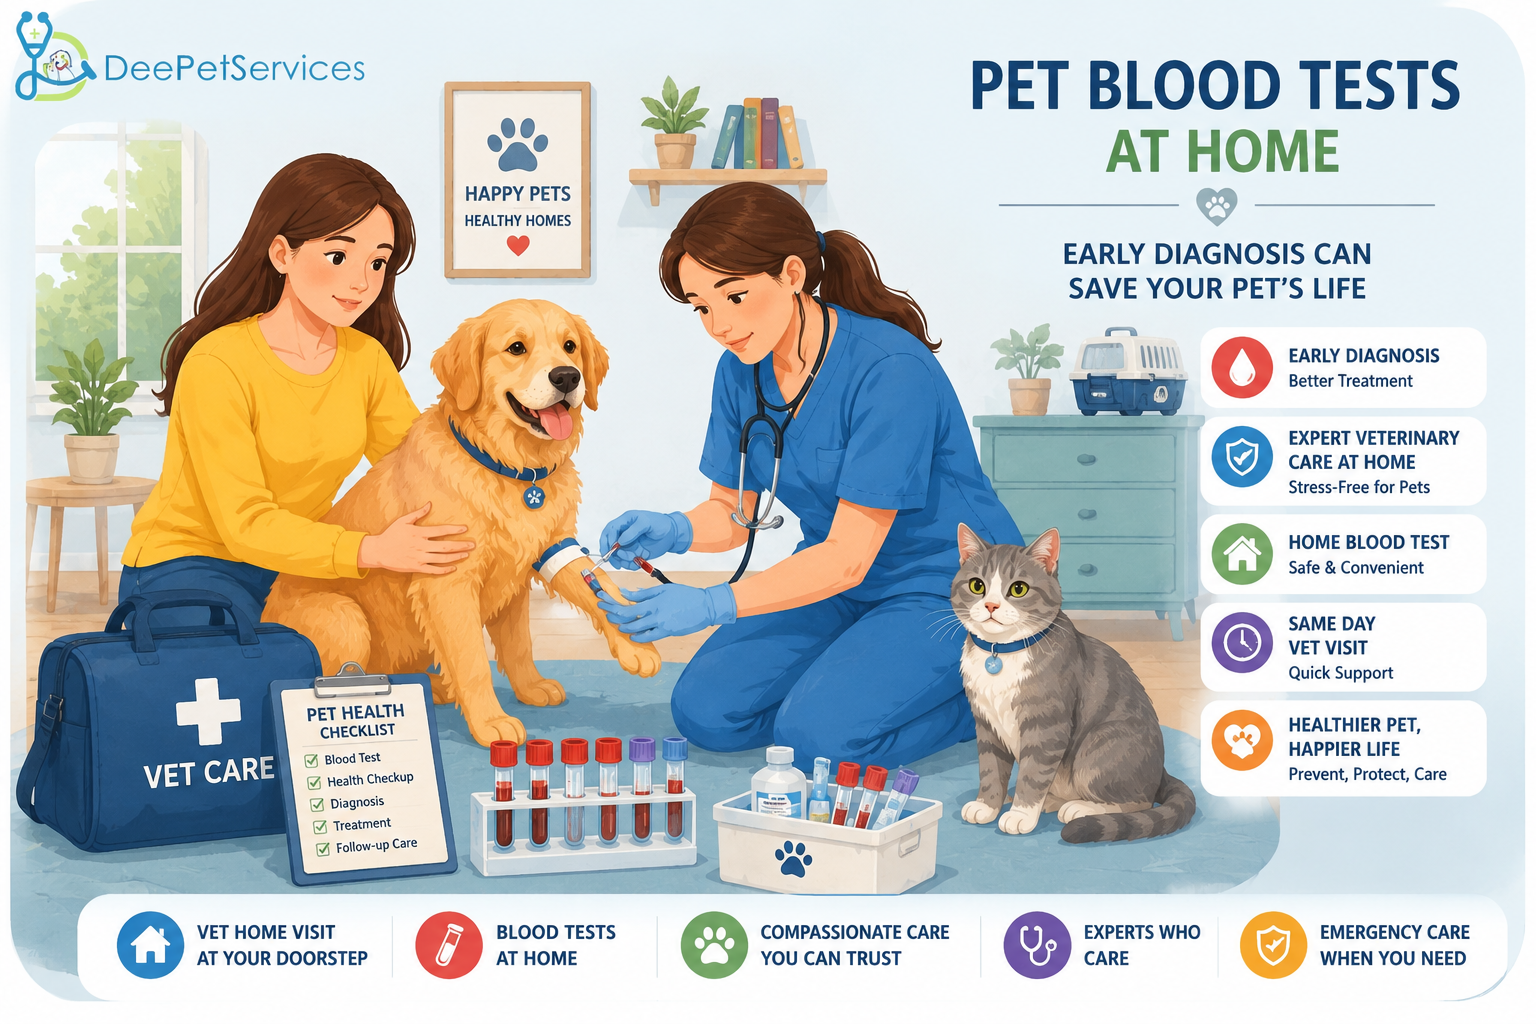 DeePetServices
HAPPY PETS
HEALTHY HOMES
PET BLOOD TESTS
AT HOME
EARLY DIAGNOSIS CAN
SAVE YOUR PET'S LIFE
EARLY DIAGNOSIS
Better Treatment
EXPERT VETERINARY
CARE AT HOME
Stress-Free for Pets
HOME BLOOD TEST
Safe & Convenient
SAME DAY
VET VISIT
Quick Support
HEALTHIER PET,
HAPPIER LIFE
Prevent, Protect, Care
VET CARE
PET HEALTH
CHECKLIST
Blood Test
Health Checkup
Diagnosis
Treatment
Follow-up Care
VET HOME VISIT
AT YOUR DOORSTEP
BLOOD TESTS
AT HOME
COMPASSIONATE CARE
YOU CAN TRUST
EXPERTS WHO
CARE
EMERGENCY CARE
WHEN YOU NEED